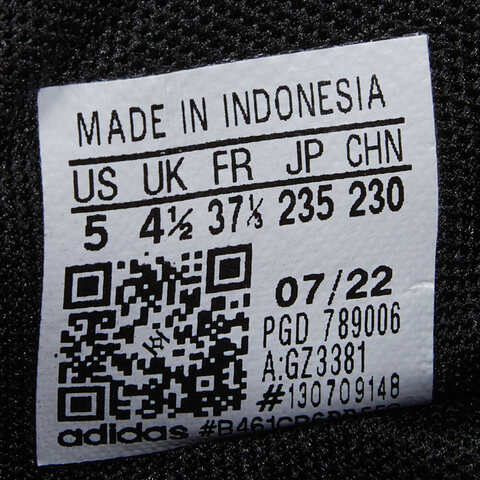 MADE IN INDONESIA
US UK FR JP CHN
5 4½ 37⅓ 235 230
07/22
PGD 789006
A:GZ3381
#130709148
adidas